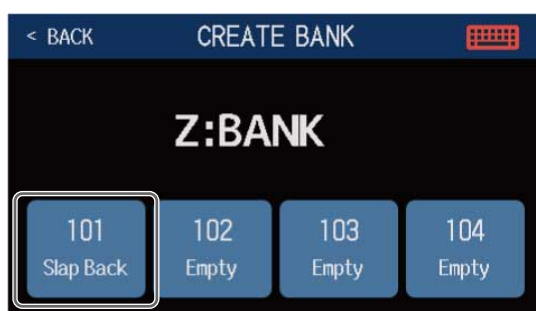 < BACK CREATE BANK
Z:BANK
101 102 103 104
Slap Back Empty Empty Empty